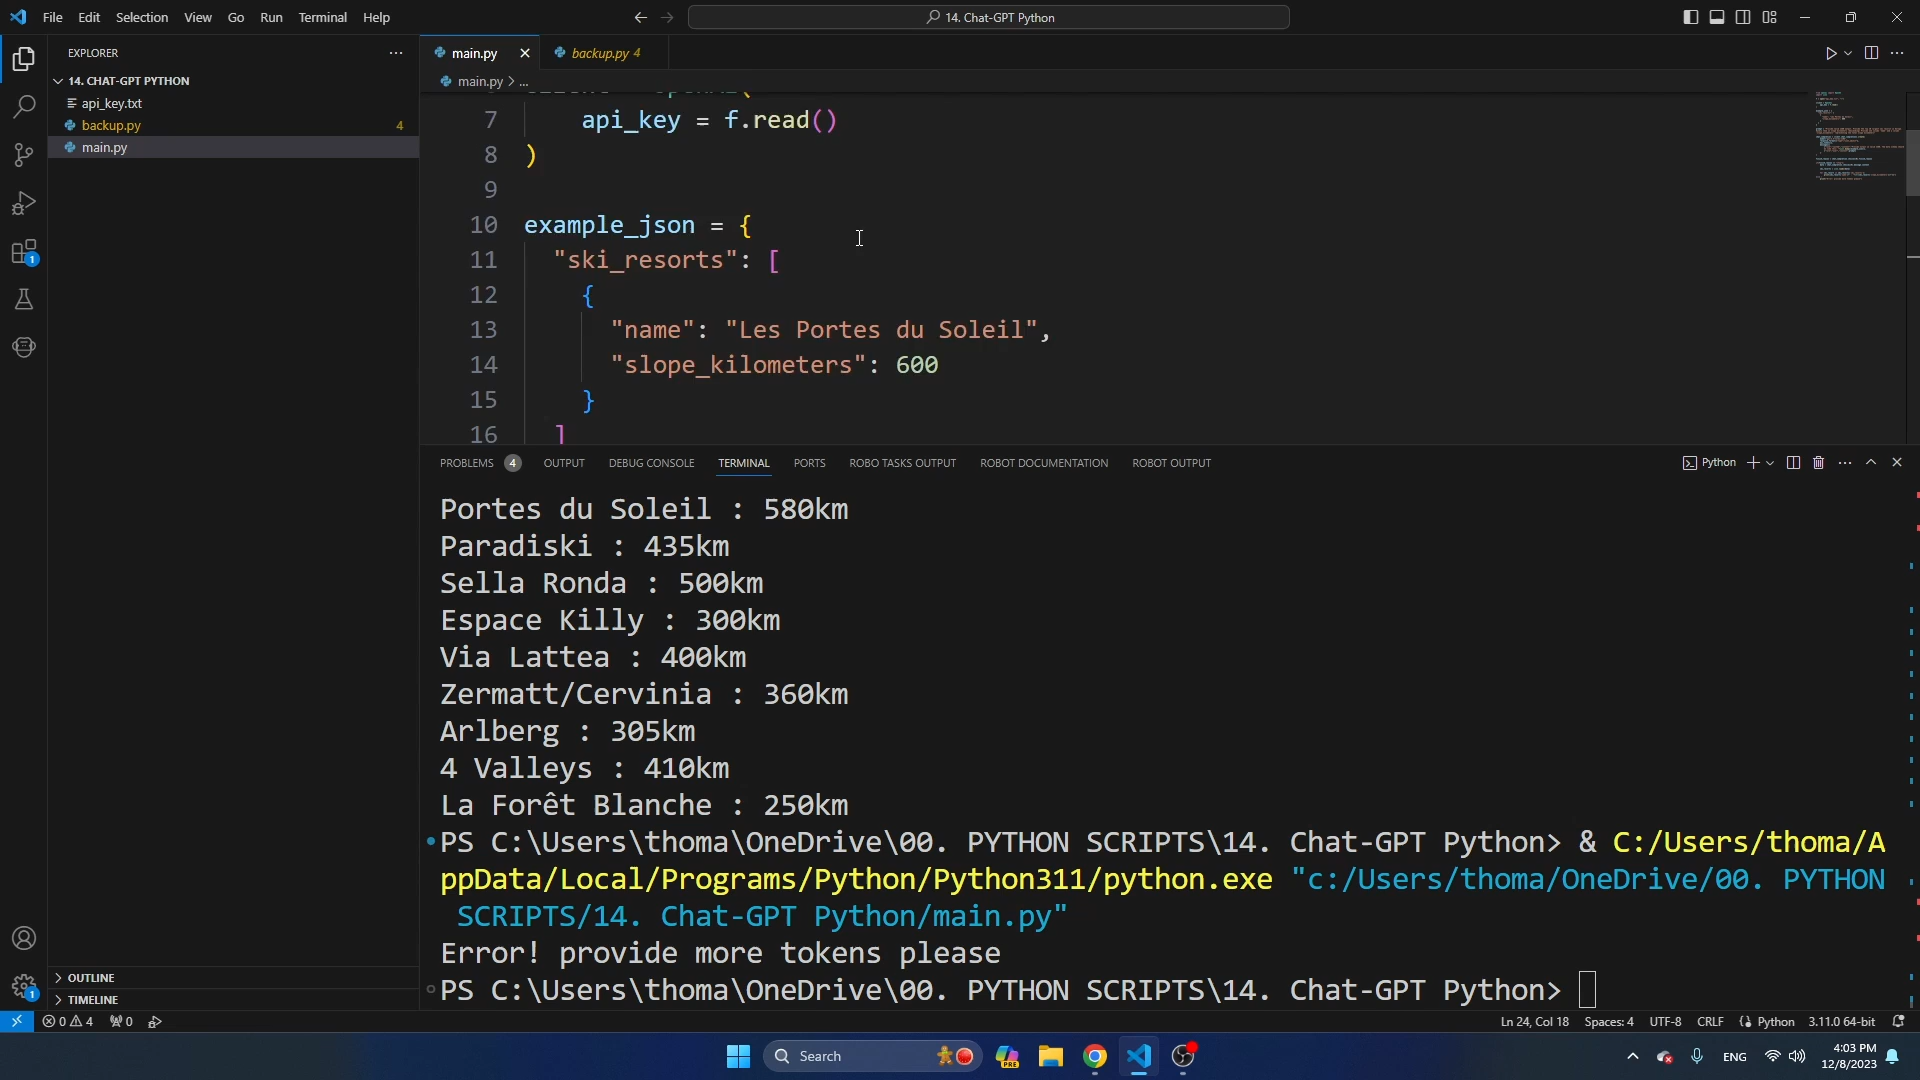 File Edit Selection View Go Run Terminal Help
14. Chat-GPT Python
EXPLORER
14. CHAT-GPT PYTHON
api_key.txt
backup.py 4
main.py
OUTLINE
TIMELINE
main.py
backup.py 4
main.py > ...
7 api_key = f.read()
8 )
9
10 example_json = {
11 "ski_resorts": [
12 {
13 "name": "Les Portes du Soleil",
14 "slope_kilometers": 600
15 }
16 ]
PROBLEMS 4 OUTPUT DEBUG CONSOLE TERMINAL PORTS ROBO TASKS OUTPUT ROBOT DOCUMENTATION ROBOT OUTPUT
Python
Portes du Soleil : 580km
Paradiski : 435km
Sella Ronda : 500km
Espace Killy : 300km
Via Lattea : 400km
Zermatt/Cervinia : 360km
Arlberg : 305km
4 Valleys : 410km
La Forêt Blanche : 250km
PS C:\Users\thoma\OneDrive\00. PYTHON SCRIPTS\14. Chat-GPT Python> & C:/Users/thoma/A
ppData/Local/Programs/Python/Python311/python.exe "c:/Users/thoma/OneDrive/00. PYTHON
SCRIPTS/14. Chat-GPT Python/main.py"
Error! provide more tokens please
PS C:\Users\thoma\OneDrive\00. PYTHON SCRIPTS\14. Chat-GPT Python>
1
1
0 4 0
Ln 24, Col 18 Spaces: 4 UTF-8 CRLF Python 3.11.0 64-bit
Search
PRE
ENG
4:03 PM
12/8/2023